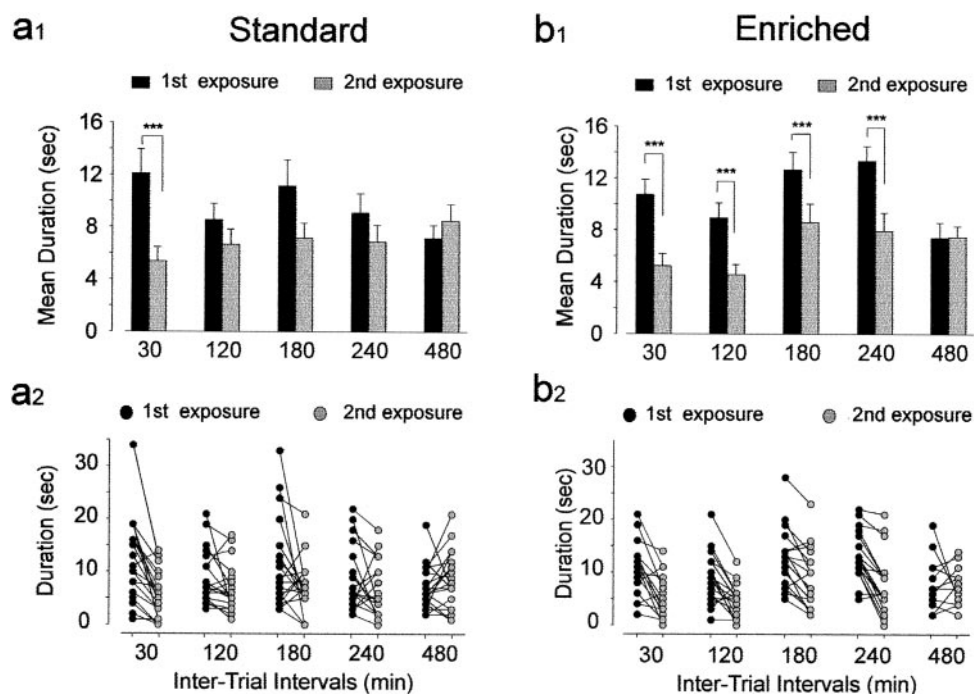 a1 Standard
1st exposure 2nd exposure
Mean Duration (sec)
16
12
8
4
0
***
30 120 180 240 480
b1 Enriched
1st exposure 2nd exposure
Mean Duration (sec)
16
12
8
4
0
*** *** *** ***
30 120 180 240 480
a2
1st exposure 2nd exposure
Duration (sec)
30
20
10
0
30 120 180 240 480
Inter-Trial Intervals (min)
b2
1st exposure 2nd exposure
Duration (sec)
30
20
10
0
30 120 180 240 480
Inter-Trial Intervals (min)